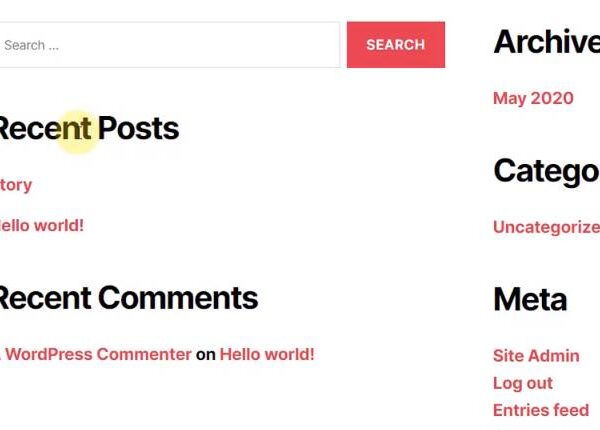 Search ...
SEARCH
Recent Posts
tory
ello world!
Recent Comments
WordPress Commenter on Hello world!
Archive
May 2020
Catego
Uncategorize
Meta
Site Admin
Log out
Entries feed